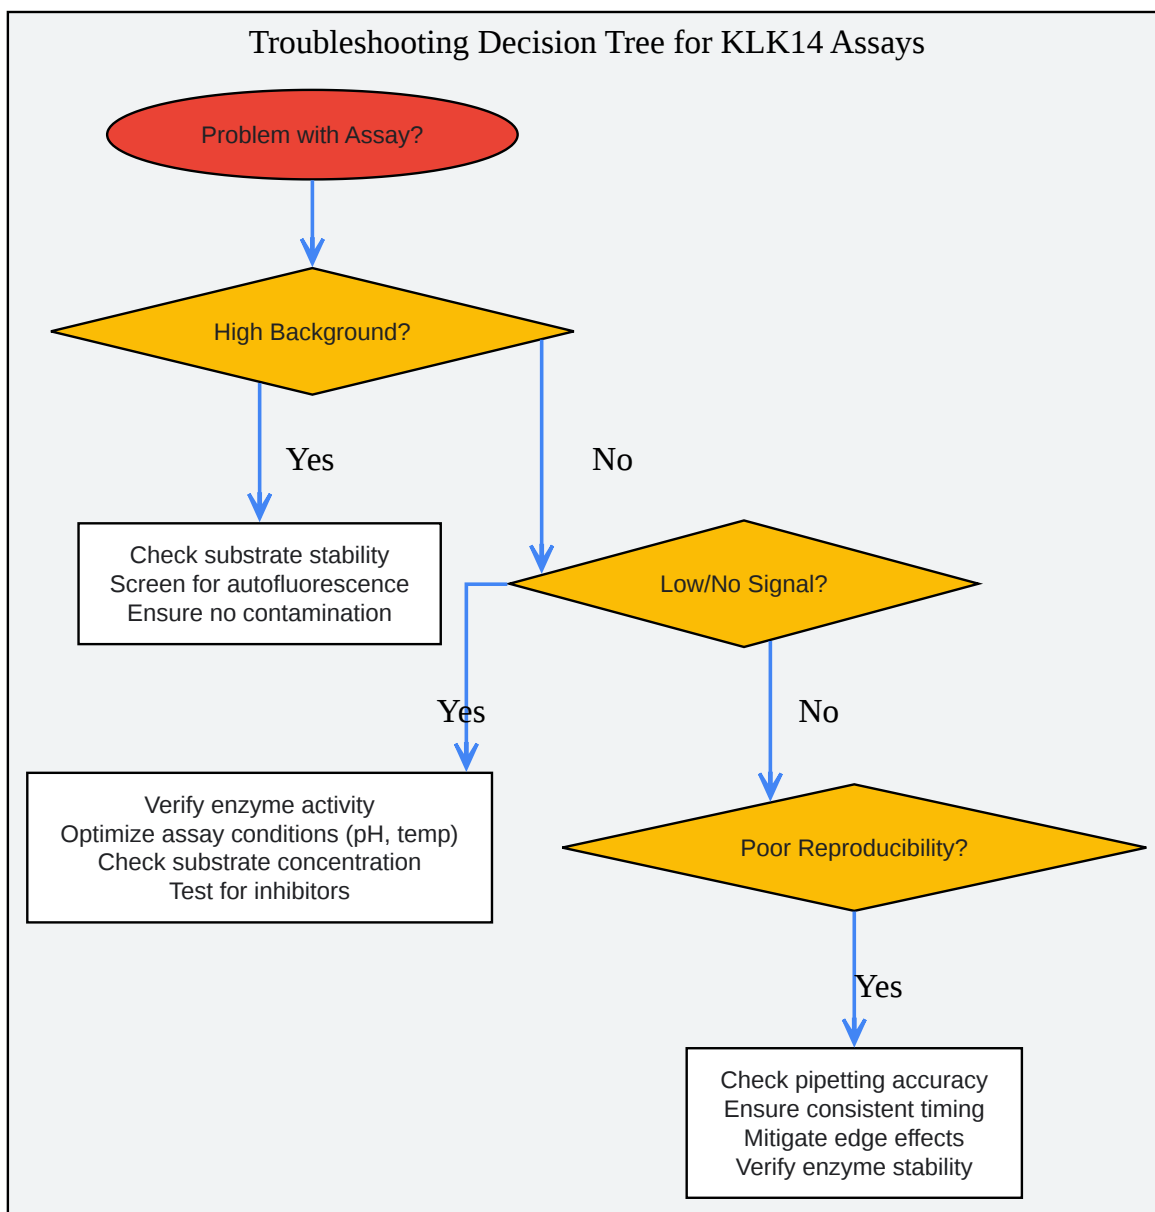 Troubleshooting Decision Tree for KLK14 Assays
Problem with Assay?
High Background?
Yes
No
Check substrate stability
Screen for autofluorescence
Ensure no contamination
Low/No Signal?
Yes
No
Verify enzyme activity
Optimize assay conditions (pH, temp)
Check substrate concentration
Test for inhibitors
Poor Reproducibility?
Yes
Check pipetting accuracy
Ensure consistent timing
Mitigate edge effects
Verify enzyme stability